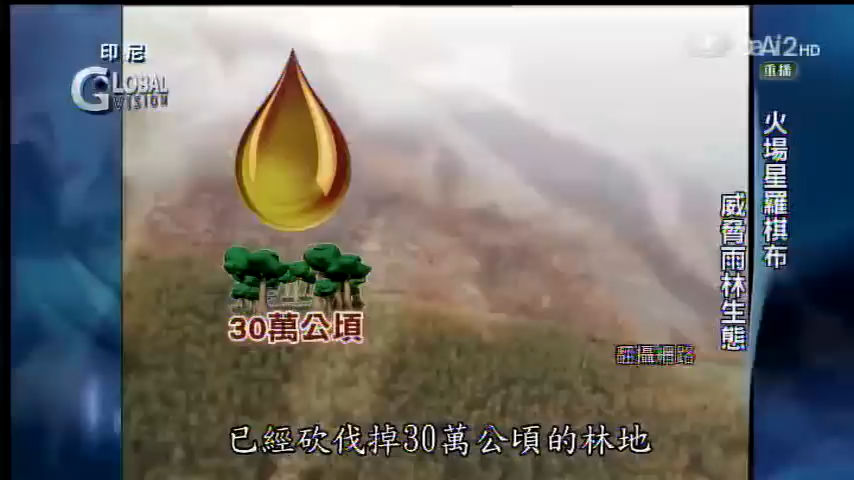 印尼
GLOBAL
VISION
DaAi2 HD
重播
火場星羅棋布
威脅雨林生態
30萬公頃
翻攝網路
已經砍伐掉30萬公頃的林地